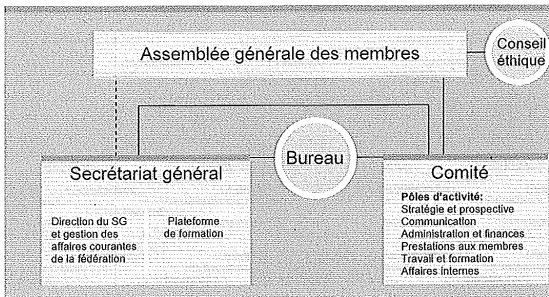 Assemblée générale des membres
Conseil
éthique
Bureau
Secrétariat général
Direction du SG
et gestion des
affaires courantes
de la fédération
Plateforme
de formation
Comité
Pôles d'activité:
Stratégie et prospective
Communication
Administration et finances
Prestations aux membres
Travail et formation
Affaires internes